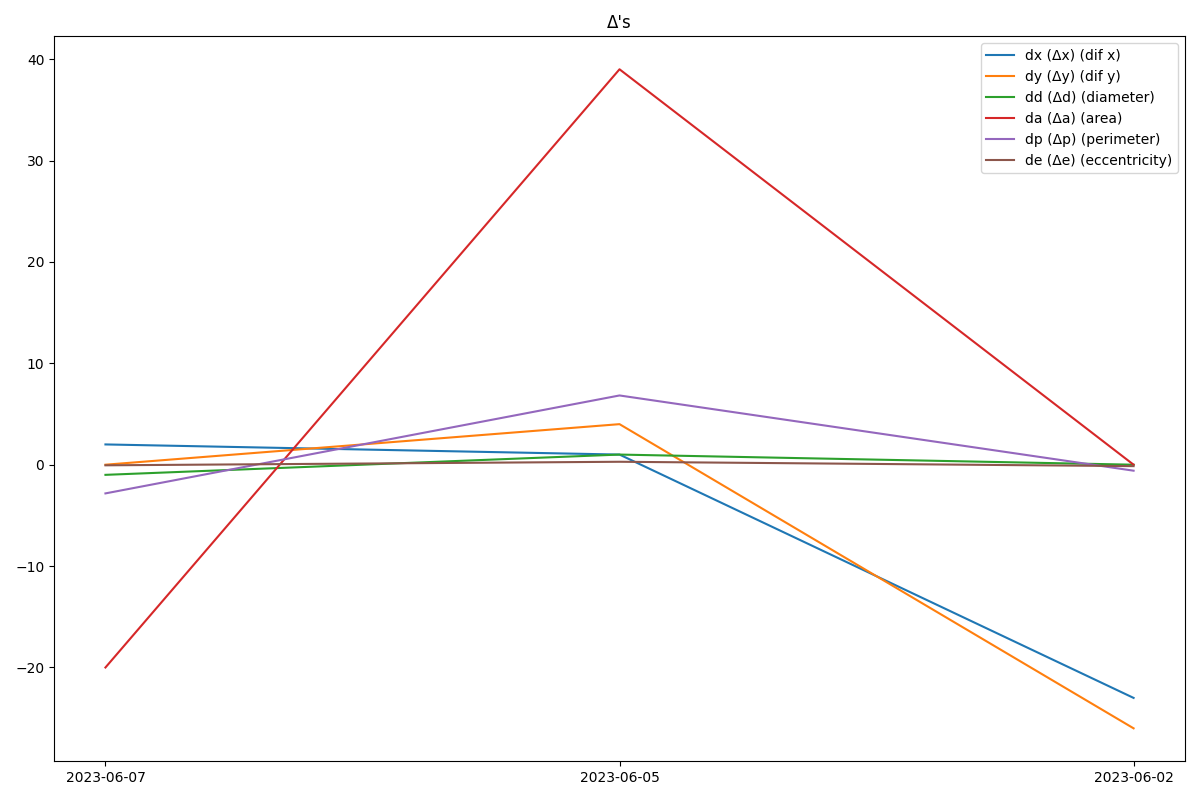 Δ's
dx (Δx) (dif x)
dy (Δy) (dif y)
dd (Δd) (diameter)
da (Δa) (area)
dp (Δp) (perimeter)
de (Δe) (eccentricity)
40
30
20
10
0
−10
−20
2023-06-07
2023-06-05
2023-06-02